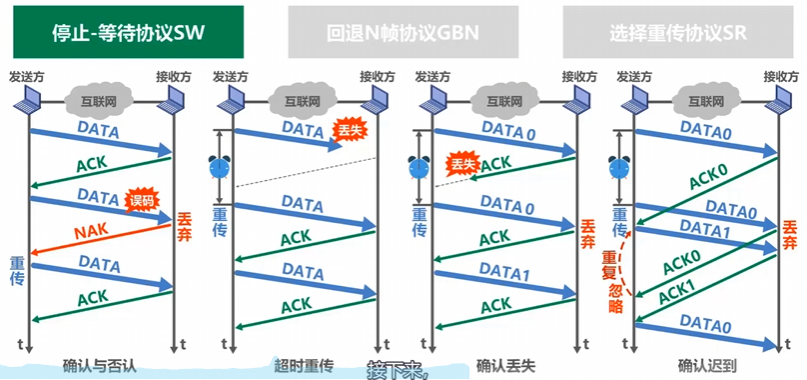 停止-等待协议SW
回退N帧协议GBN
选择重传协议SR
发送方
互联网
接收方
DATA
ACK
DATA
误码
丢弃
NAK
重传
DATA
ACK
t
t
确认与否认
发送方
互联网
接收方
DATA
丢失
重传
DATA
ACK
DATA
ACK
t
t
超时重传
发送方
互联网
接收方
DATA0
丢失
ACK
重传
DATA0
丢弃
ACK
DATA1
ACK
t
t
确认丢失
发送方
互联网
接收方
DATA0
ACK0
重传
DATA0
丢弃
DATA1
重复
忽略
ACK0
ACK1
DATA0
t
t
确认迟到
接下来,